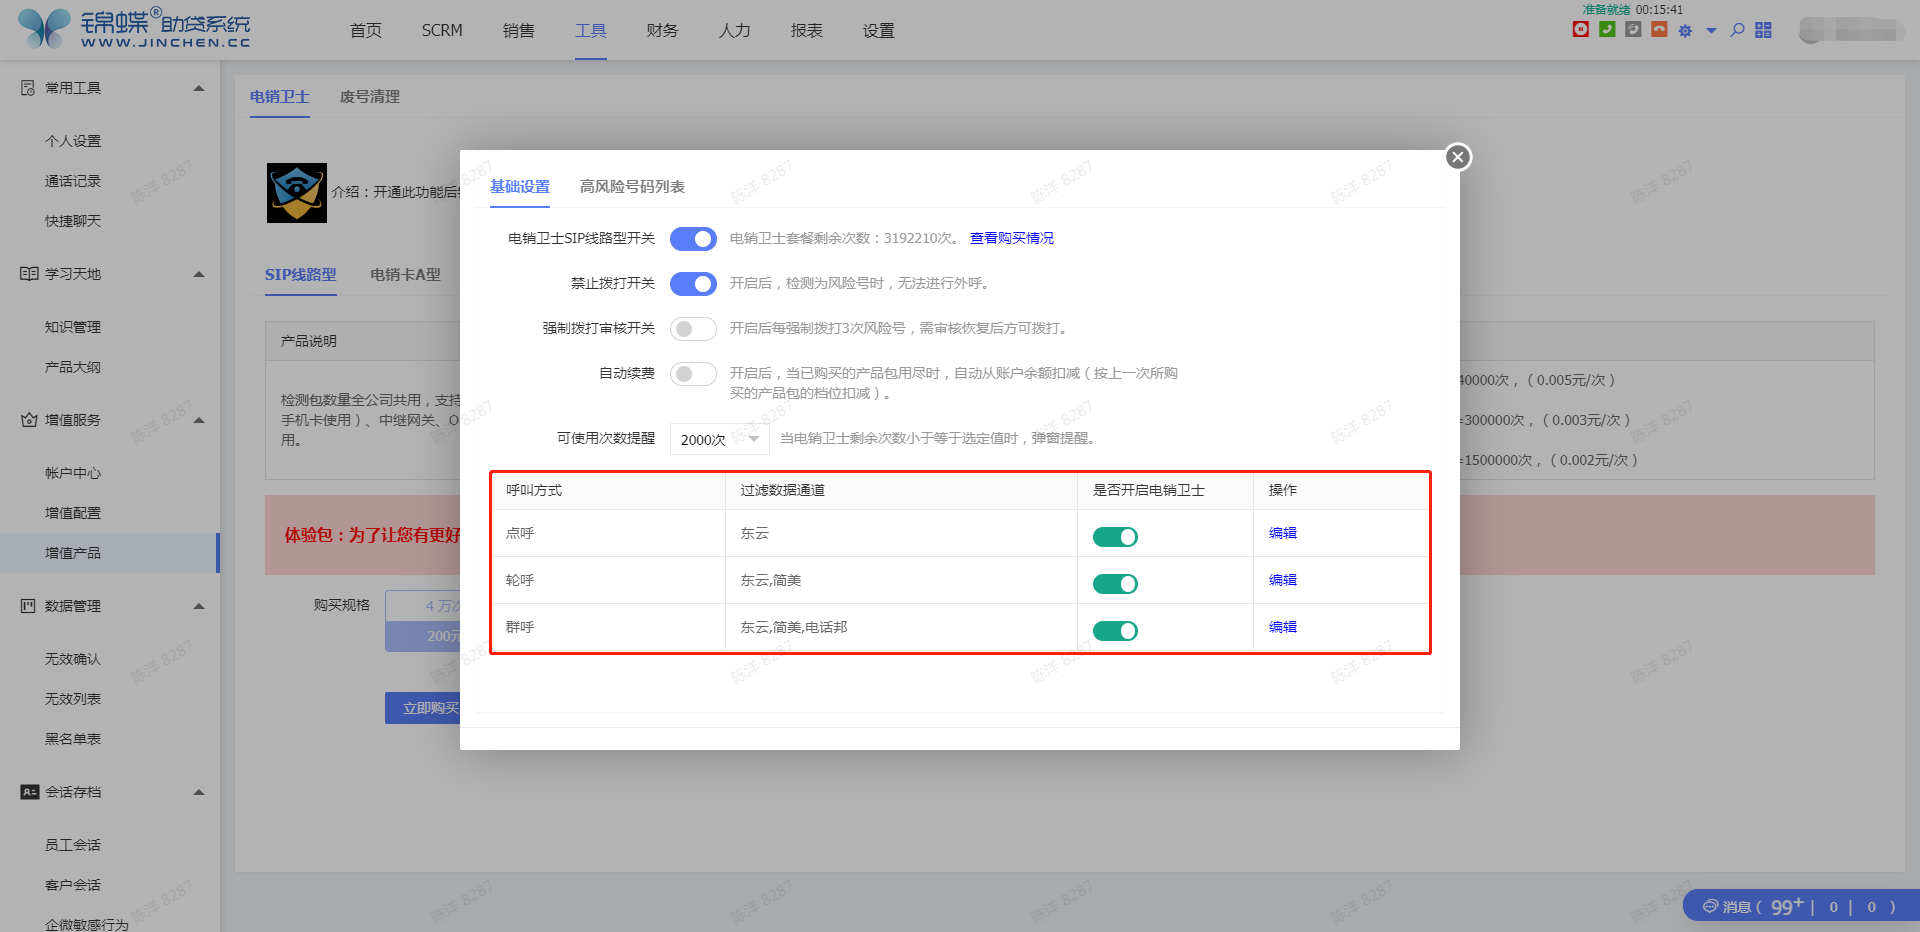 锦蝶®助贷系统
WWW.JINCHEN.CC
首页 SCRM 销售 工具 财务 人力 报表 设置
准备就绪 00:15:41
常用工具
个人设置
通话记录
快捷聊天
学习天地
知识管理
产品大纲
增值服务
帐户中心
增值配置
增值产品
数据管理
无效确认
无效列表
黑名单表
会话存档
员工会话
客户会话
企微敏感行为
电销卫士 废号清理
介绍：开通此功能后
SIP线路型 电销卡A型
产品说明
检测包数量全公司共用，支持
手机卡使用）、中继网关、O
用。
40000次，（0.005元/次）
=300000次，（0.003元/次）
=1500000次，（0.002元/次）
体验包：为了让您有更好
购买规格
4 万次
200元
立即购买
基础设置 高风险号码列表
电销卫士SIP线路型开关 电销卫士套餐剩余次数：3192210次。 查看购买情况
禁止拨打开关 开启后，检测为风险号时，无法进行外呼。
强制拨打审核开关 开启后每强制拨打3次风险号，需审核恢复后方可拨打。
自动续费 开启后，当已购买的产品包用尽时，自动从账户余额扣减（按上一次所购
买的产品包的档位扣减）。
可使用次数提醒 2000次 当电销卫士剩余次数小于等于选定值时，弹窗提醒。
呼叫方式 过滤数据通道 是否开启电销卫士 操作
点呼 东云 编辑
轮呼 东云,简美 编辑
群呼 东云,简美,电话邦 编辑
消息（ 99+ | 0 | 0 ）
陈洋 8287